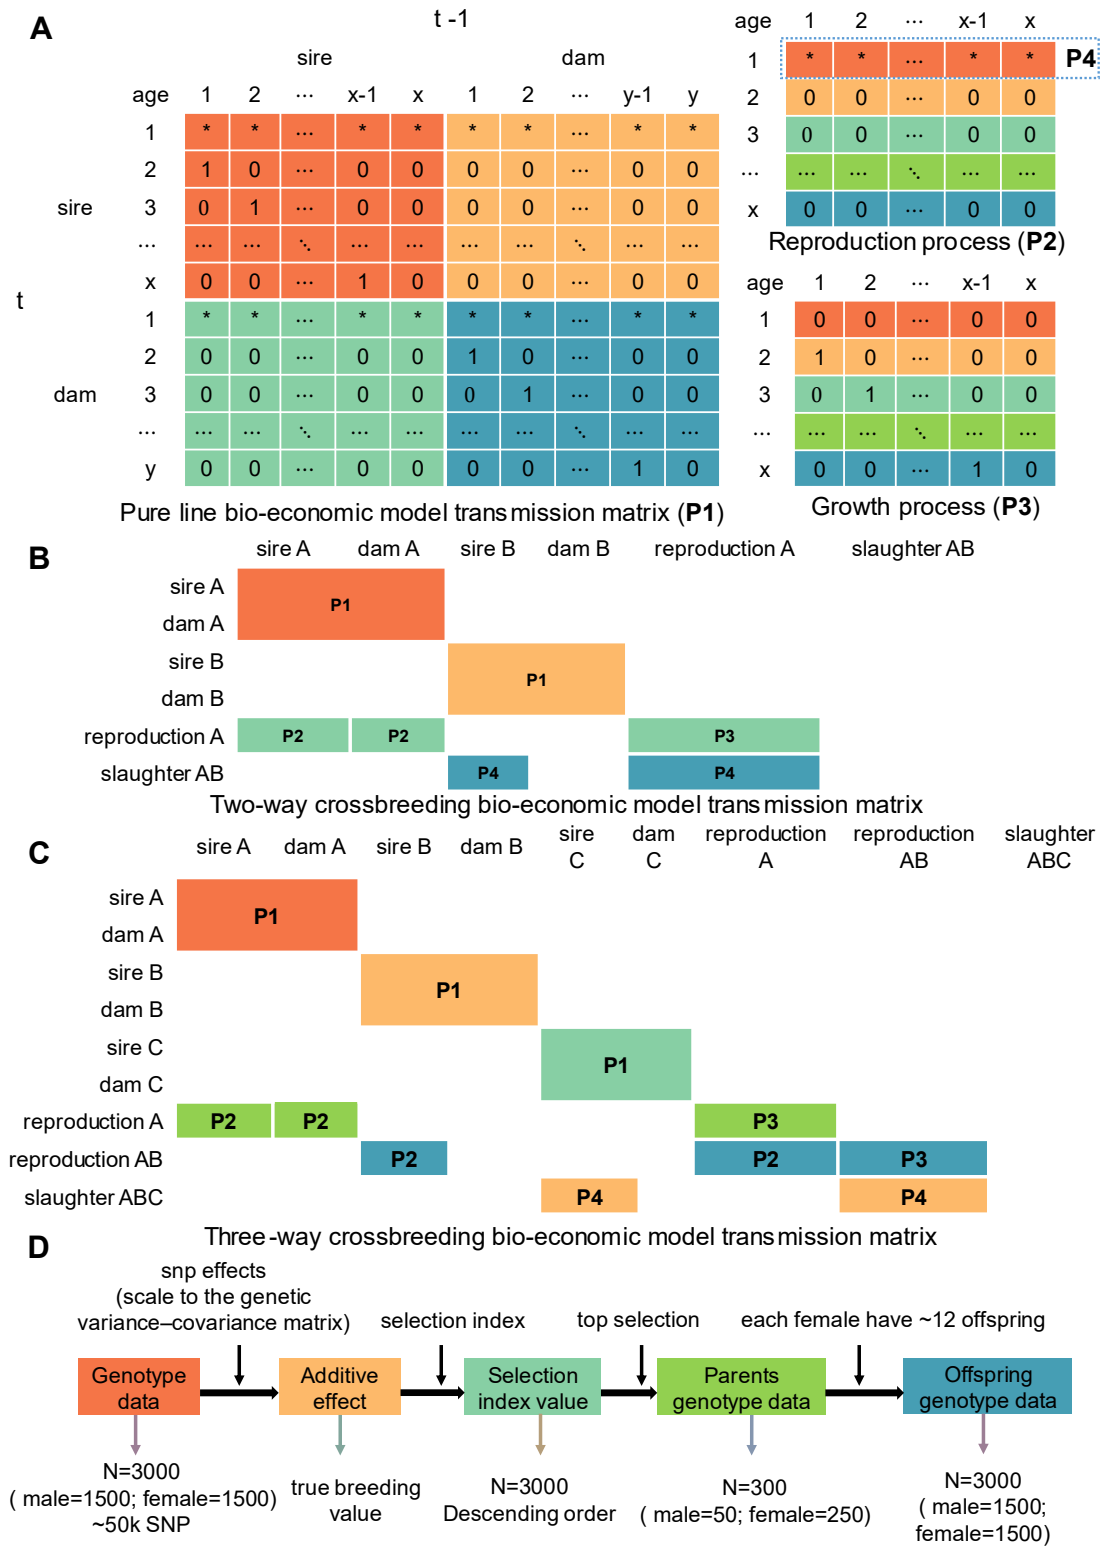 A
t -1
sire dam
age 1 2 ... x-1 x 1 2 ... y-1 y
1 * * ... * * * * ... * *
2 1 0 ... 0 0 0 0 ... 0 0
sire 3 0 1 ... 0 0 0 0 ... 0 0
... ... ... ⋱ ... ... ... ... ⋱ ... ...
x 0 0 ... 1 0 0 0 ... 0 0
t
1 * * ... * * * * ... * *
2 0 0 ... 0 0 1 0 ... 0 0
dam 3 0 0 ... 0 0 0 1 ... 0 0
... ... ... ⋱ ... ... ... ... ⋱ ... ...
y 0 0 ... 0 0 0 0 ... 1 0
Pure line bio-economic model transmission matrix (P1)
age 1 2 ... x-1 x
1 * * ... * * P4
2 0 0 ... 0 0
3 0 0 ... 0 0
... ... ... ⋱ ... ...
x 0 0 ... 0 0
Reproduction process (P2)
age 1 2 ... x-1 x
1 0 0 ... 0 0
2 1 0 ... 0 0
3 0 1 ... 0 0
... ... ... ⋱ ... ...
x 0 0 ... 1 0
Growth process (P3)
B
sire A dam A sire B dam B reproduction A slaughter AB
sire A
P1
dam A
sire B
P1
dam B
reproduction A P2 P2 P3
slaughter AB P4 P4
Two-way crossbreeding bio-economic model transmission matrix
C
sire A dam A sire B dam B sire C dam C reproduction A reproduction AB slaughter ABC
sire A
P1
dam A
sire B
P1
dam B
sire C
P1
dam C
reproduction A P2 P2 P3
reproduction AB P2 P2 P3
slaughter ABC P4 P4
Three-way crossbreeding bio-economic model transmission matrix
D
snp effects
(scale to the genetic
variance–covariance matrix)
selection index
top selection
each female have ~12 offspring
Genotype
data
Additive
effect
Selection
index value
Parents
genotype data
Offspring
genotype data
N=3000
( male=1500; female=1500)
~50k SNP
true breeding
value
N=3000
Descending order
N=300
( male=50; female=250)
N=3000
( male=1500;
female=1500)